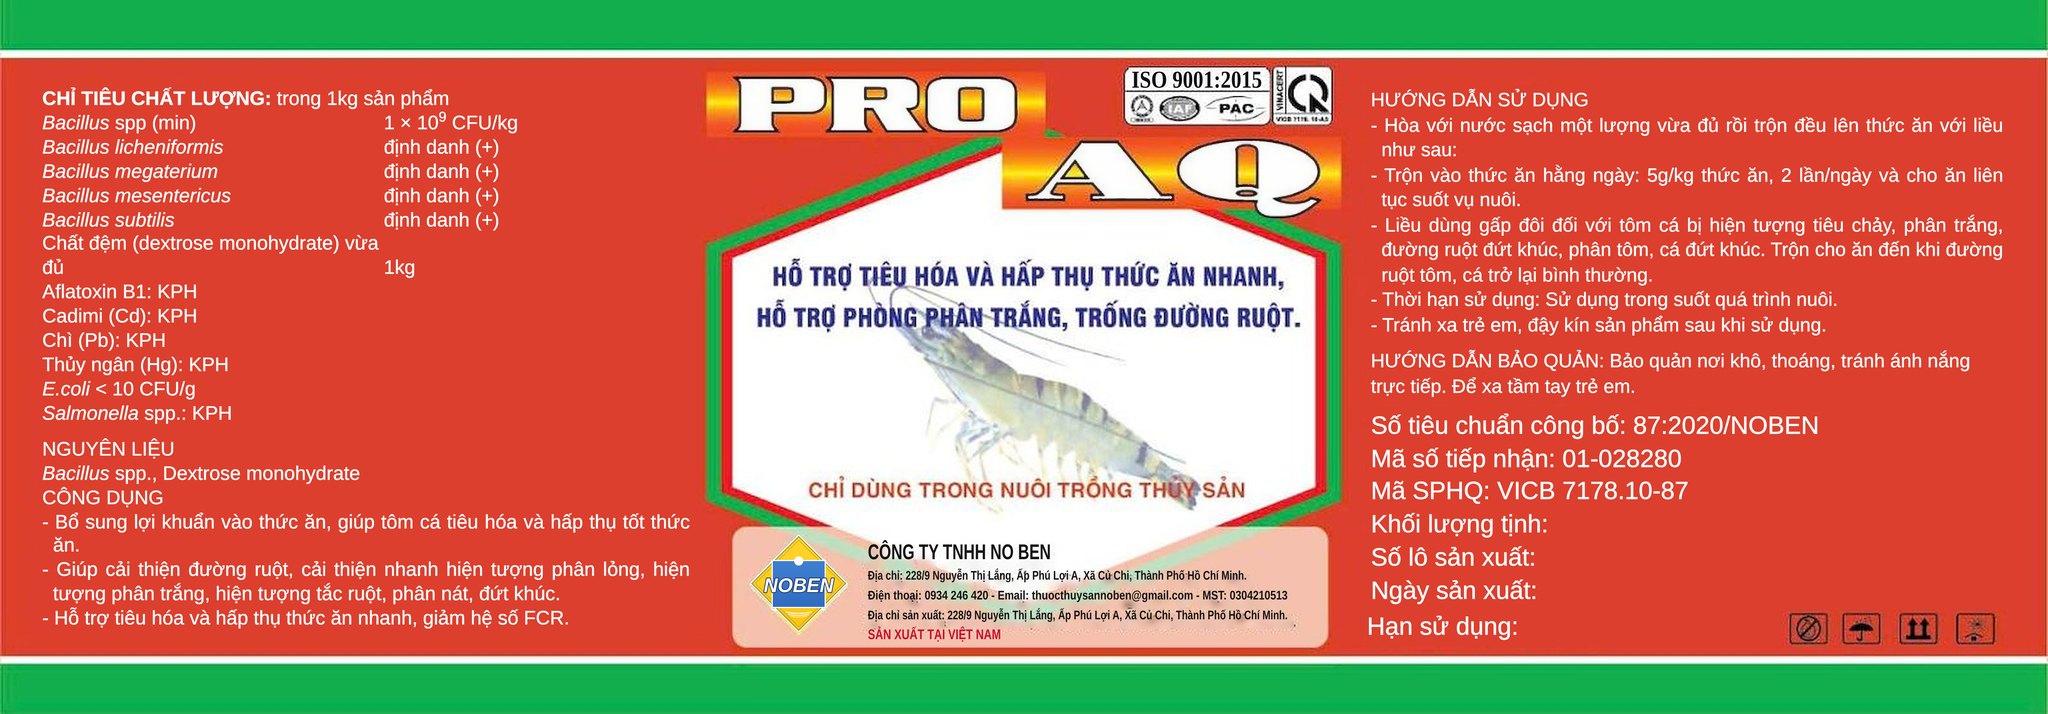 CHỈ TIÊU CHẤT LƯỢNG: trong 1kg sản phẩm
Bacillus spp (min) 1 × 10⁹ CFU/kg
Bacillus licheniformis định danh (+)
Bacillus megaterium định danh (+)
Bacillus mesentericus định danh (+)
Bacillus subtilis định danh (+)
Chất đệm (dextrose monohydrate) vừa
đủ 1kg
Aflatoxin B1: KPH
Cadimi (Cd): KPH
Chì (Pb): KPH
Thủy ngân (Hg): KPH
E.coli < 10 CFU/g
Salmonella spp.: KPH
NGUYÊN LIỆU
Bacillus spp., Dextrose monohydrate
CÔNG DỤNG
- Bổ sung lợi khuẩn vào thức ăn, giúp tôm cá tiêu hóa và hấp thụ tốt thức
ăn.
- Giúp cải thiện đường ruột, cải thiện nhanh hiện tượng phân lỏng, hiện
tượng phân trắng, hiện tượng tắc ruột, phân nát, đứt khúc.
- Hỗ trợ tiêu hóa và hấp thụ thức ăn nhanh, giảm hệ số FCR.
PRO
AQ
ISO 9001:2015
IAF
PAC
VINACERT
VICB 7178. 10-AS
HỖ TRỢ TIÊU HÓA VÀ HẤP THỤ THỨC ĂN NHANH,
HỖ TRỢ PHÒNG PHÂN TRẮNG, TRỐNG ĐƯỜNG RUỘT.
CHỈ DÙNG TRONG NUÔI TRỒNG THỦY SẢN
NOBEN
CÔNG TY TNHH NO BEN
Địa chỉ: 228/9 Nguyễn Thị Lắng, Ấp Phú Lợi A, Xã Củ Chi, Thành Phố Hồ Chí Minh.
Điện thoại: 0934 246 420 - Email: thuocthuysannoben@gmail.com - MST: 0304210513
Địa chỉ sản xuất: 228/9 Nguyễn Thị Lắng, Ấp Phú Lợi A, Xã Củ Chi, Thành Phố Hồ Chí Minh.
SẢN XUẤT TẠI VIỆT NAM
HƯỚNG DẪN SỬ DỤNG
- Hòa với nước sạch một lượng vừa đủ rồi trộn đều lên thức ăn với liều
như sau:
- Trộn vào thức ăn hằng ngày: 5g/kg thức ăn, 2 lần/ngày và cho ăn liên
tục suốt vụ nuôi.
- Liều dùng gấp đôi đối với tôm cá bị hiện tượng tiêu chảy, phân trắng,
đường ruột đứt khúc, phân tôm, cá đứt khúc. Trộn cho ăn đến khi đường
ruột tôm, cá trở lại bình thường.
- Thời hạn sử dụng: Sử dụng trong suốt quá trình nuôi.
- Tránh xa trẻ em, đậy kín sản phẩm sau khi sử dụng.
HƯỚNG DẪN BẢO QUẢN: Bảo quản nơi khô, thoáng, tránh ánh nắng
trực tiếp. Để xa tầm tay trẻ em.
Số tiêu chuẩn công bố: 87:2020/NOBEN
Mã số tiếp nhận: 01-028280
Mã SPHQ: VICB 7178.10-87
Khối lượng tịnh:
Số lô sản xuất:
Ngày sản xuất:
Hạn sử dụng: